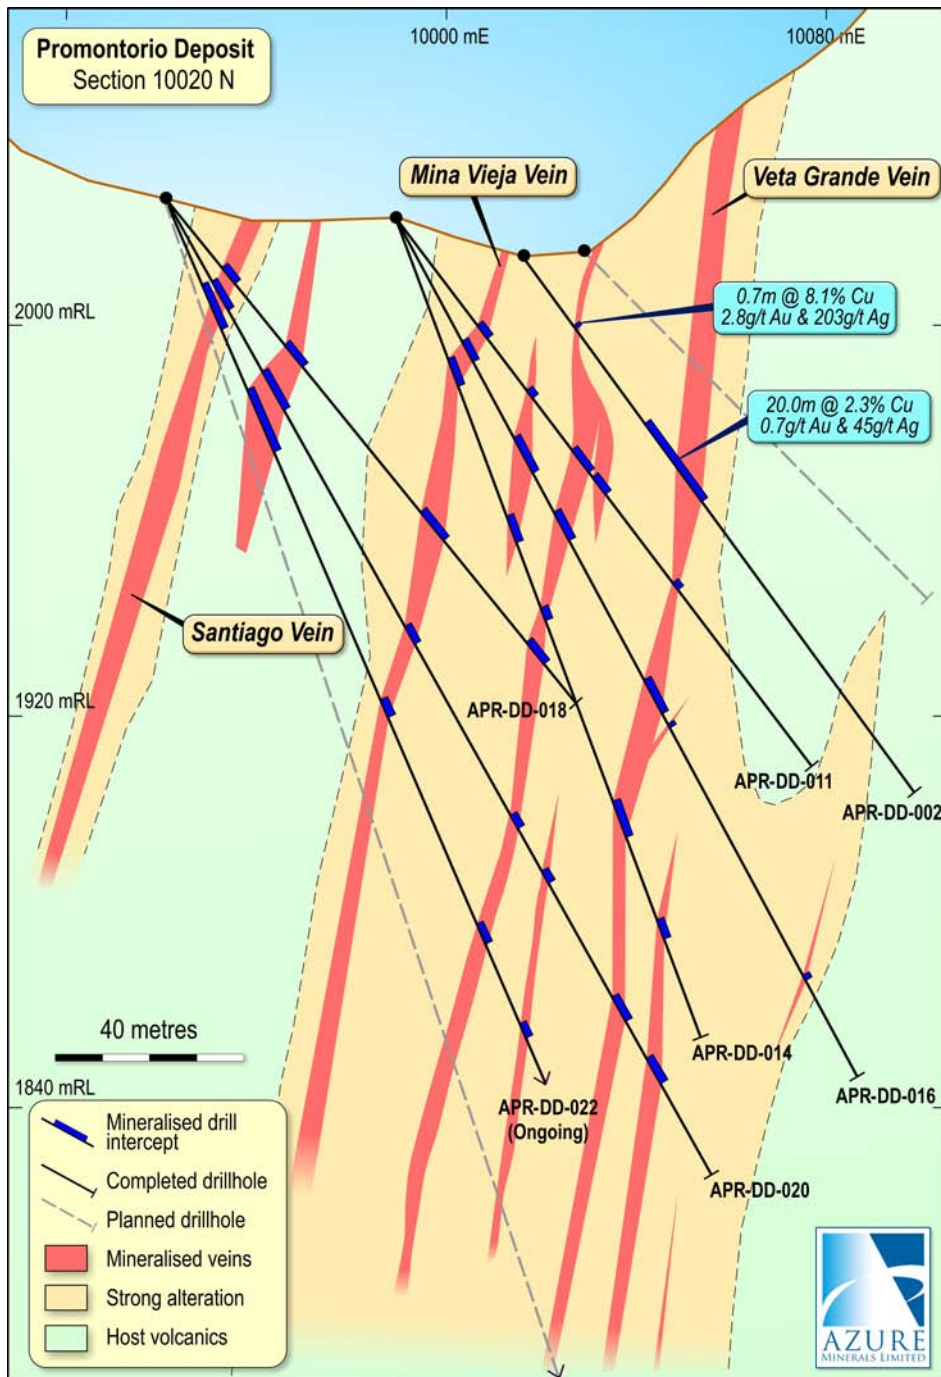 Promontorio Deposit
Section 10020 N
10000 mE
10080 mE
Mina Vieja Vein
Veta Grande Vein
2000 mRL
0.7m @ 8.1% Cu
2.8g/t Au & 203g/t Ag
20.0m @ 2.3% Cu
0.7g/t Au & 45g/t Ag
Santiago Vein
1920 mRL
APR-DD-018
APR-DD-011
APR-DD-002
40 metres
APR-DD-014
APR-DD-016
1840 mRL
APR-DD-022
(Ongoing)
APR-DD-020
Mineralised drill
intercept
Completed drillhole
Planned drillhole
Mineralised veins
Strong alteration
Host volcanics
AZURE
MINERALS LIMITED